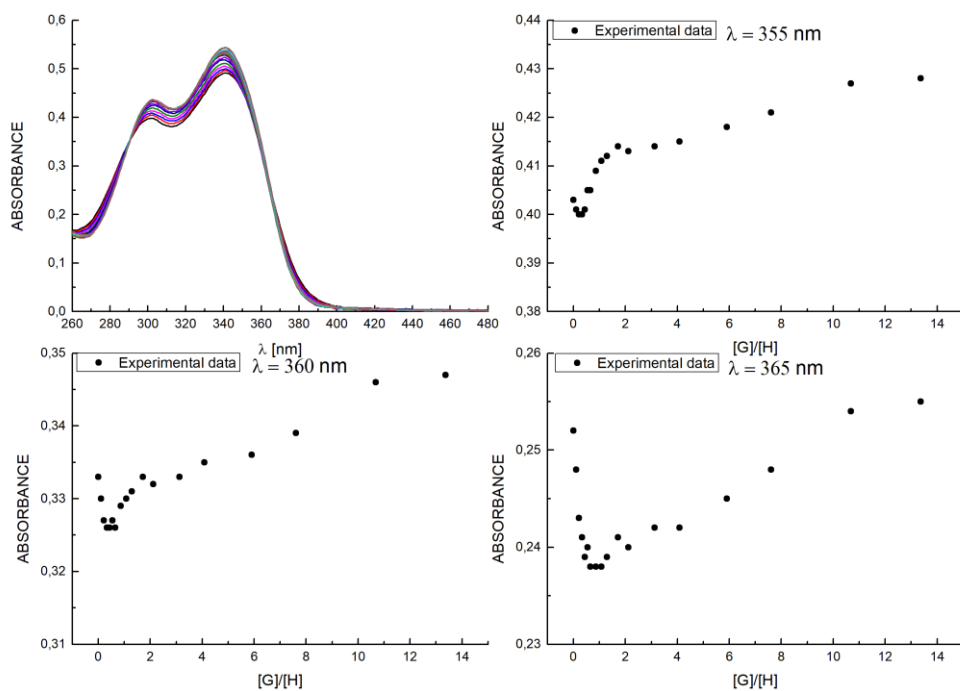 0,6
0,5
0,4
0,3
0,2
0,1
0,0
ABSORBANCE
260 280 300 320 340 360 380 400 420 440 460 480
λ [nm]
Experimental data
λ = 355 nm
0,44
0,43
0,42
0,41
0,40
0,39
0,38
ABSORBANCE
0 2 4 6 8 10 12 14
[G]/[H]
Experimental data
λ = 360 nm
0,35
0,34
0,33
0,32
0,31
ABSORBANCE
0 2 4 6 8 10 12 14
[G]/[H]
Experimental data
λ = 365 nm
0,26
0,25
0,24
0,23
ABSORBANCE
0 2 4 6 8 10 12 14
[G]/[H]